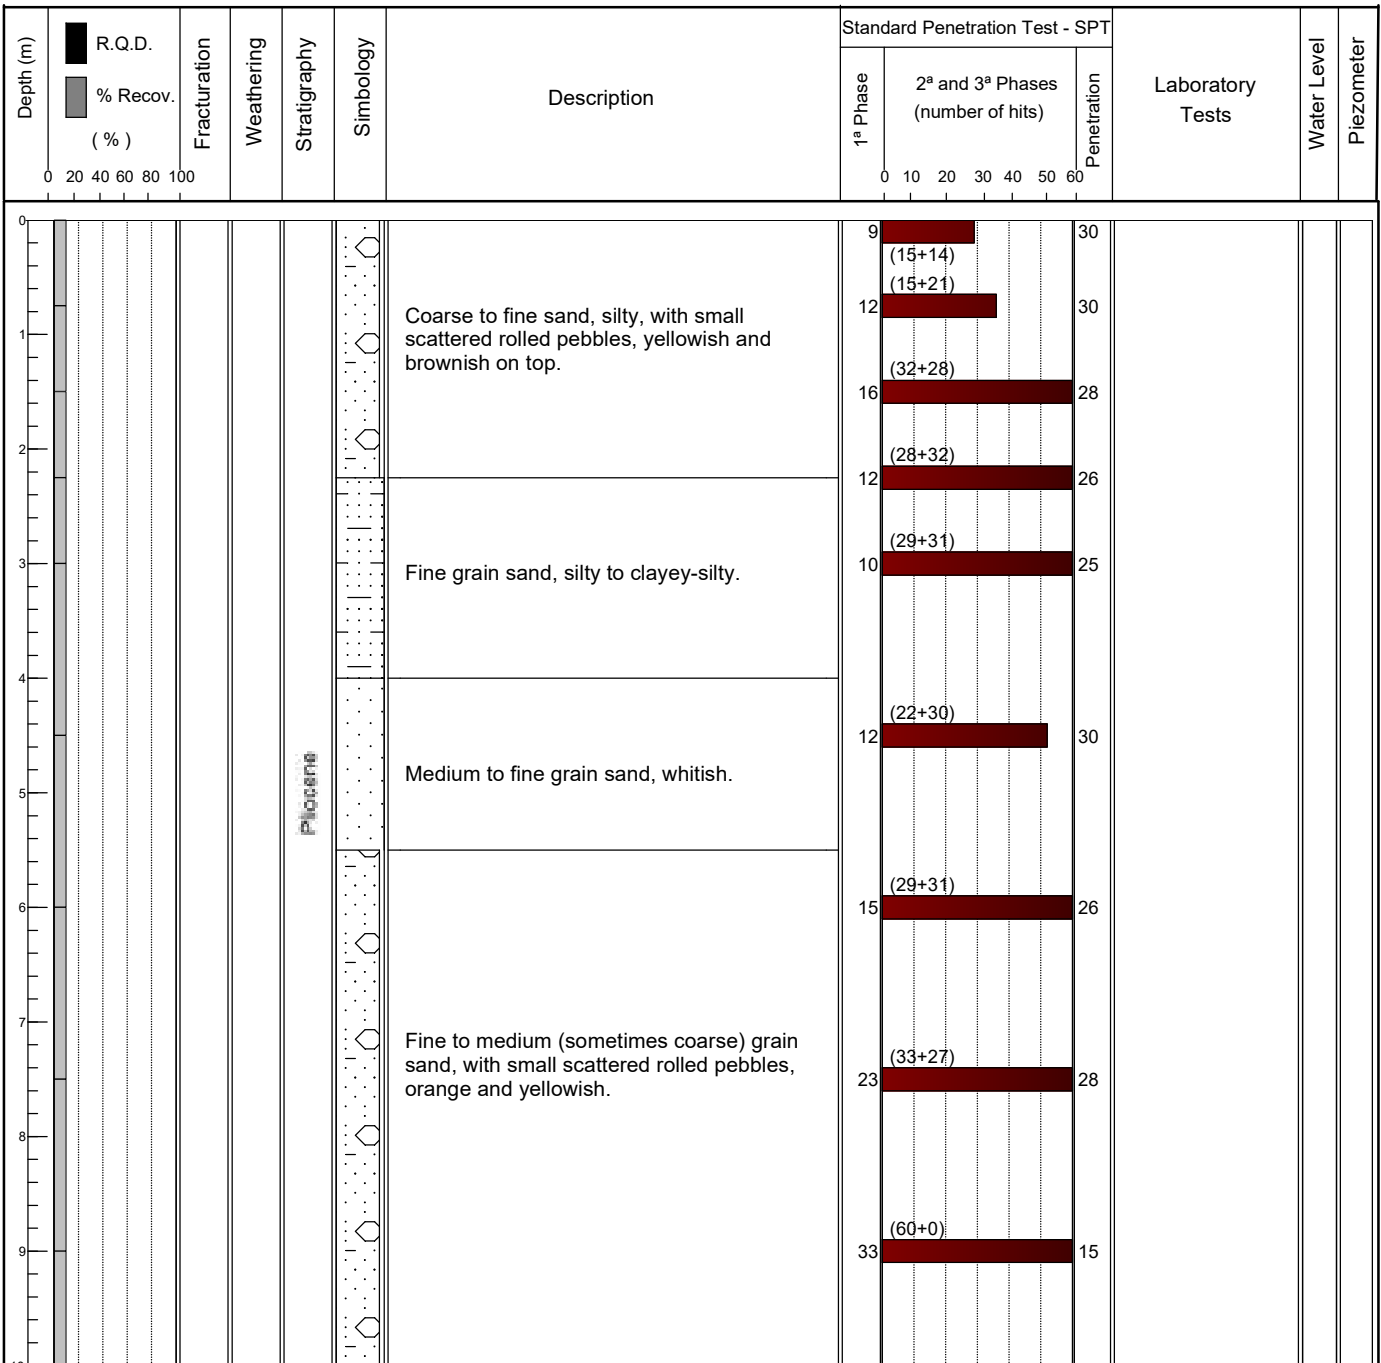 Depth (m)
R.Q.D.
% Recov.
( % )
0 20 40 60 80 100
Fracturation
Weathering
Stratigraphy
Simbology
Description
Standard Penetration Test - SPT
1ª Phase
2ª and 3ª Phases
(number of hits)
0 10 20 30 40 50 60
Penetration
Laboratory
Tests
Water Level
Piezometer
0
9
30
(15+14)
(15+21)
12
30
Coarse to fine sand, silty, with small
scattered rolled pebbles, yellowish and
brownish on top.
1
(32+28)
16
28
2
(28+32)
12
26
(29+31)
10
25
3
Fine grain sand, silty to clayey-silty.
4
(22+30)
12
30
Pliocene
Medium to fine grain sand, whitish.
5
(29+31)
15
26
6
7
Fine to medium (sometimes coarse) grain
sand, with small scattered rolled pebbles,
orange and yellowish.
(33+27)
23
28
8
(60+0)
33
15
9